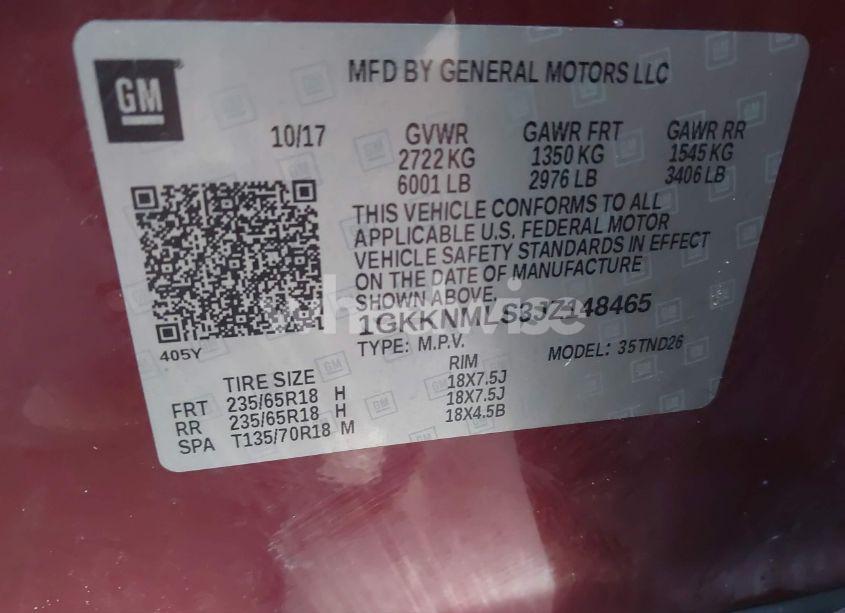 GM
MFD BY GENERAL MOTORS LLC
10/17
GVWR GAWR FRT GAWR RR
2722 KG 1350 KG 1545 KG
6001 LB 2976 LB 3406 LB
THIS VEHICLE CONFORMS TO ALL
APPLICABLE U.S. FEDERAL MOTOR
VEHICLE SAFETY STANDARDS IN EFFECT
ON THE DATE OF MANUFACTURE
SHOWN ABOVE.
1GKKNMLS3JZ148465
405Y
TYPE: M.P.V. MODEL: 35TND26
TIRE SIZE RIM
FRT 235/65R18 H 18X7.5J
RR 235/65R18 H 18X7.5J
SPA T135/70R18 M 18X4.5B